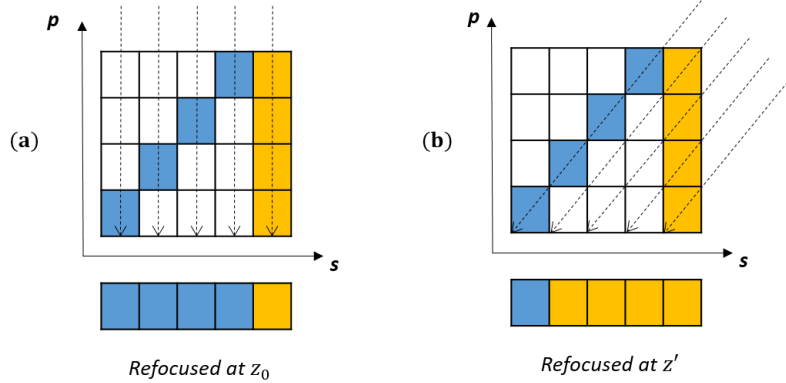 p
p
(a)
(b)
s
s
Refocused at z₀
Refocused at z′